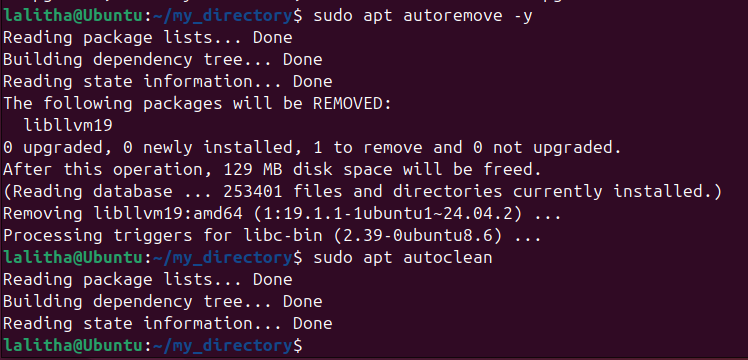 lalitha@Ubuntu:~/my_directory$ sudo apt autoremove -y
Reading package lists... Done
Building dependency tree... Done
Reading state information... Done
The following packages will be REMOVED:
  libllvm19
0 upgraded, 0 newly installed, 1 to remove and 0 not upgraded.
After this operation, 129 MB disk space will be freed.
(Reading database ... 253401 files and directories currently installed.)
Removing libllvm19:amd64 (1:19.1.1-1ubuntu1~24.04.2) ...
Processing triggers for libc-bin (2.39-0ubuntu8.6) ...
lalitha@Ubuntu:~/my_directory$ sudo apt autoclean
Reading package lists... Done
Building dependency tree... Done
Reading state information... Done
lalitha@Ubuntu:~/my_directory$